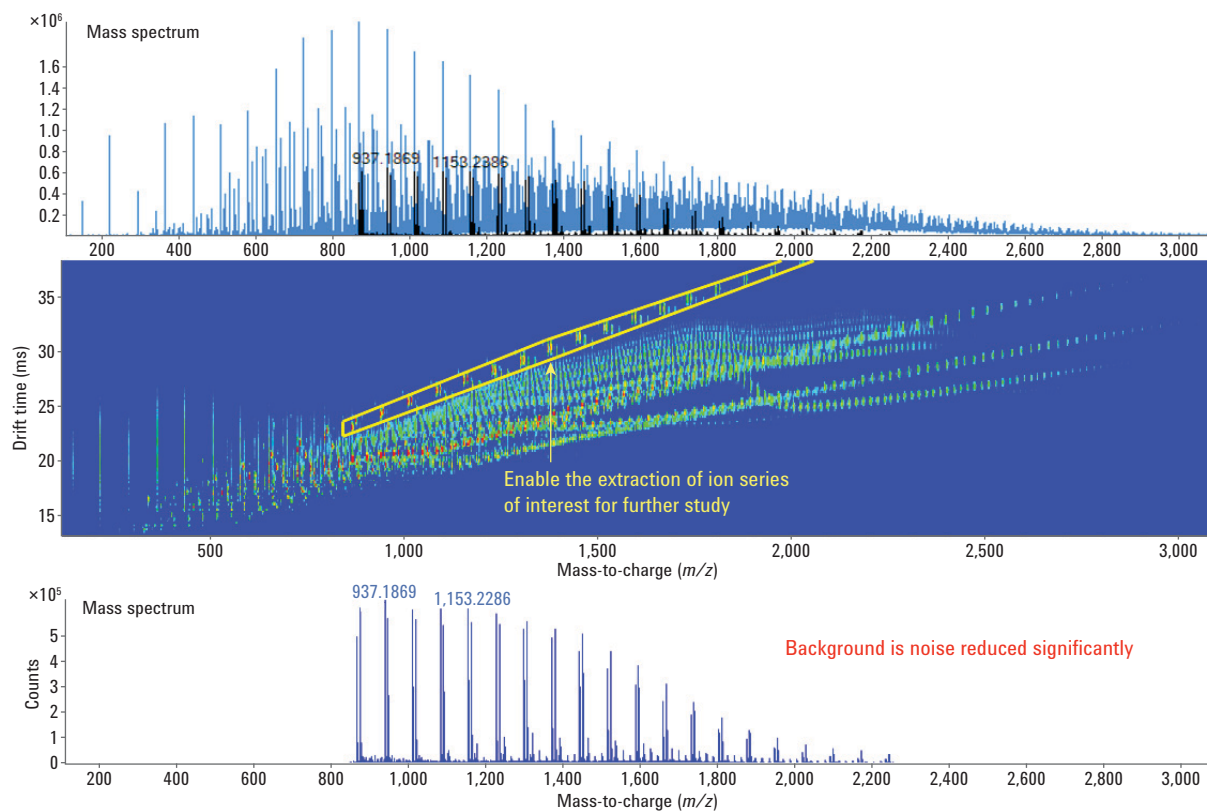 ×10⁶
Mass spectrum
1.6
1.4
1.2
1.0
0.8
0.6
0.4
0.2
937.1869
1153.2286
200 400 600 800 1,000 1,200 1,400 1,600 1,800 2,000 2,200 2,400 2,600 2,800 3,000
Drift time (ms)
35
30
25
20
15
Enable the extraction of ion series
of interest for further study
500 1,000 1,500 2,000 2,500 3,000
Mass-to-charge (m/z)
×10⁵
Mass spectrum
937.1869
1,153.2286
Background is noise reduced significantly
Counts
5
4
3
2
1
0
200 400 600 800 1,000 1,200 1,400 1,600 1,800 2,000 2,200 2,400 2,600 2,800 3,000
Mass-to-charge (m/z)